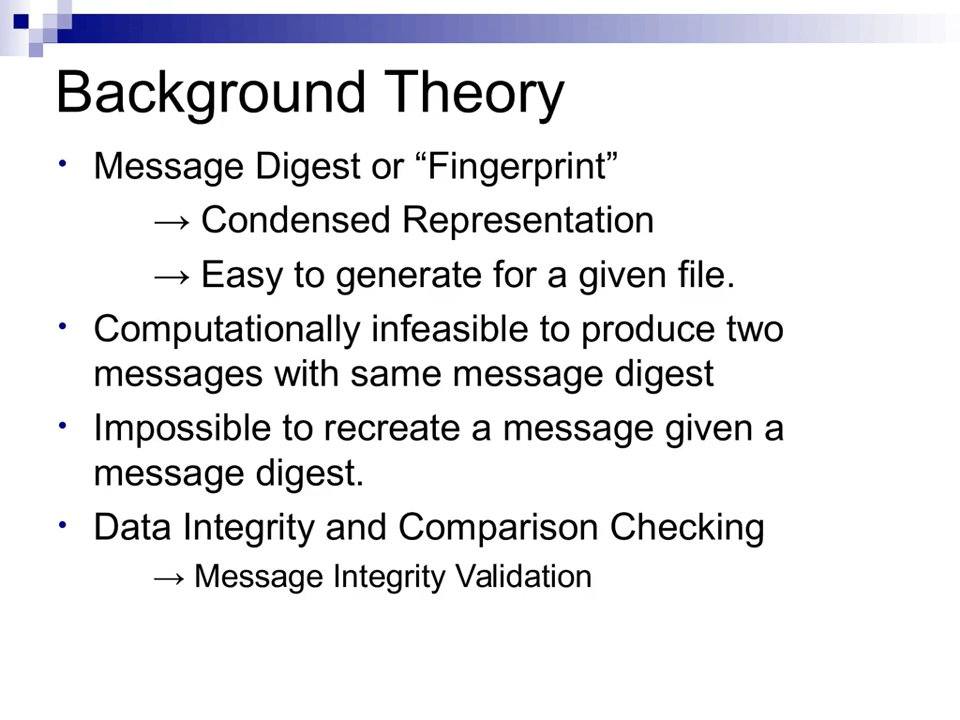 Background Theory
• Message Digest or “Fingerprint”
→ Condensed Representation
→ Easy to generate for a given file.
• Computationally infeasible to produce two
messages with same message digest
• Impossible to recreate a message given a
message digest.
• Data Integrity and Comparison Checking
→ Message Integrity Validation